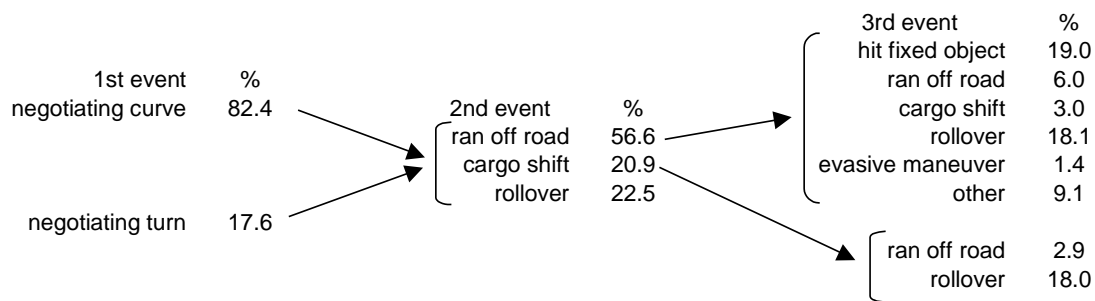 1st event %
negotiating curve 82.4
negotiating turn 17.6
2nd event %
ran off road 56.6
cargo shift 20.9
rollover 22.5
3rd event %
hit fixed object 19.0
ran off road 6.0
cargo shift 3.0
rollover 18.1
evasive maneuver 1.4
other 9.1
ran off road 2.9
rollover 18.0